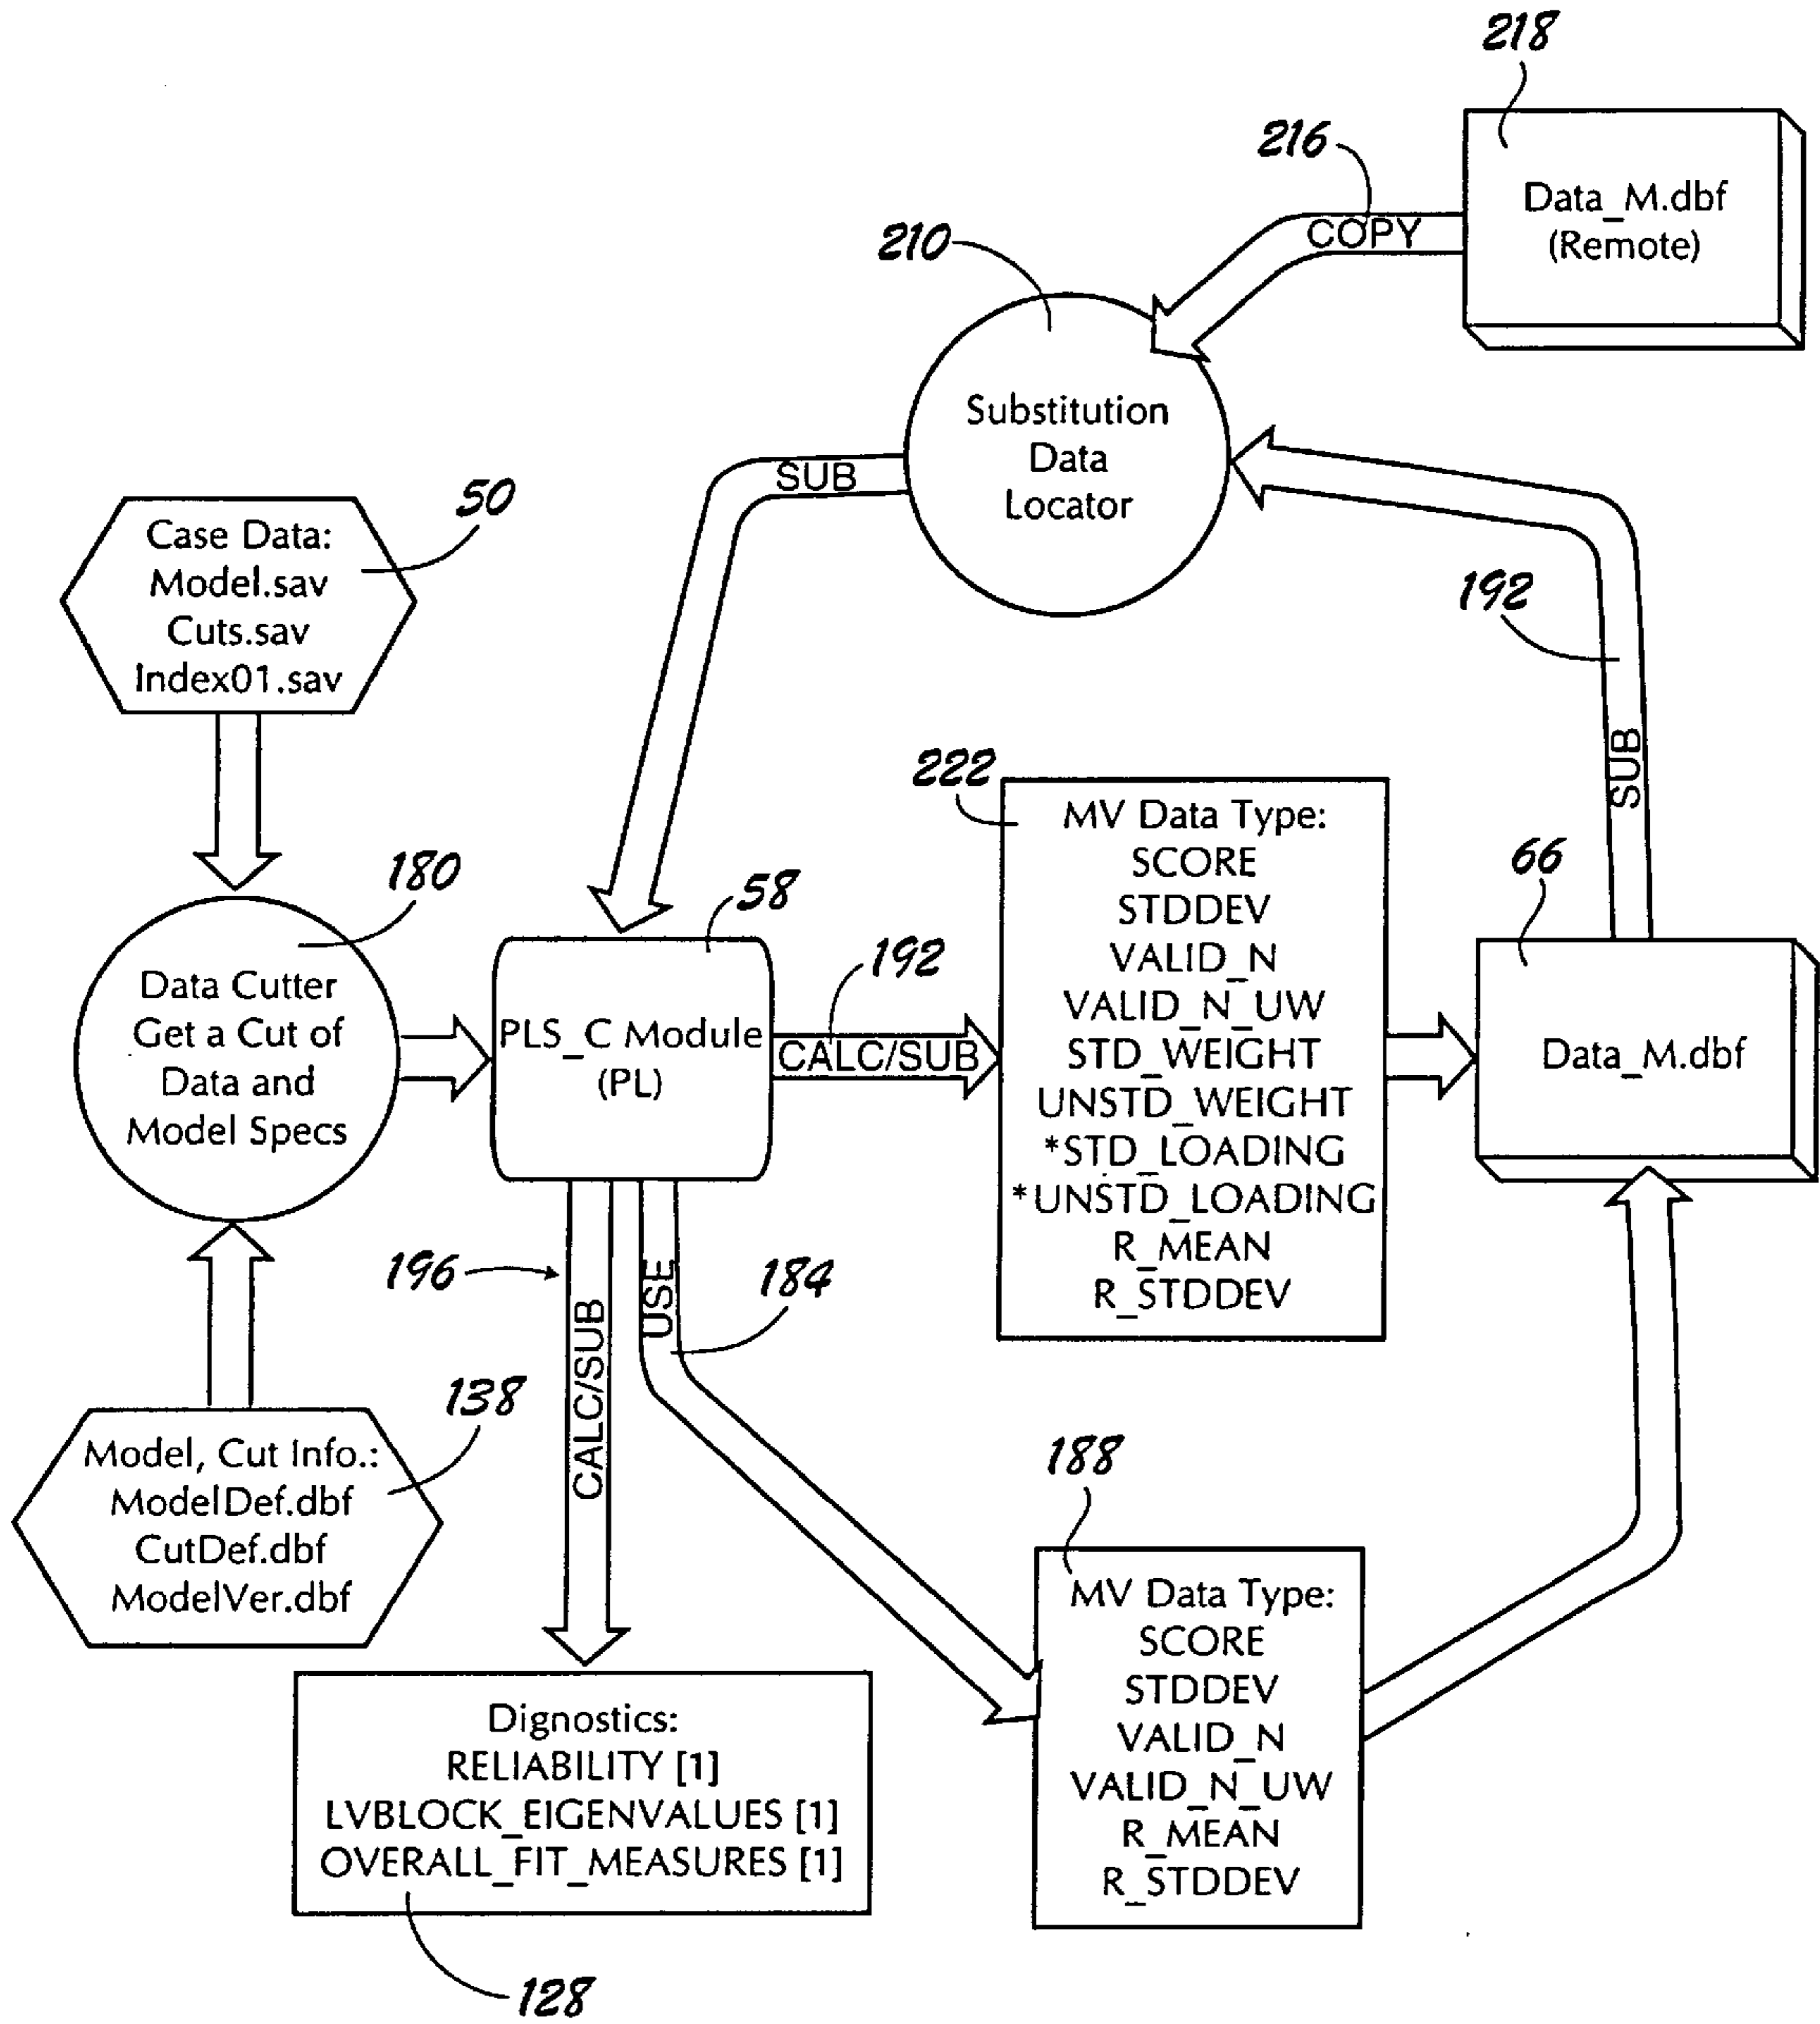 218
Data_M.dbf
(Remote)
216
COPY
210
Substitution
Data
Locator
SUB
50
Case Data:
Model.sav
Cuts.sav
Index01.sav
192
SUB
222
MV Data Type:
SCORE
STDDEV
VALID_N
VALID_N_UW
STD_WEIGHT
UNSTD_WEIGHT
*STD_LOADING
*UNSTD_LOADING
R_MEAN
R_STDDEV
66
Data_M.dbf
180
Data Cutter
Get a Cut of
Data and
Model Specs
58
PLS_C Module
(PL)
192
CALC/SUB
196
CALC/SUB
USE
184
138
Model, Cut Info.:
ModelDef.dbf
CutDef.dbf
ModelVer.dbf
188
MV Data Type:
SCORE
STDDEV
VALID_N
VALID_N_UW
R_MEAN
R_STDDEV
Dignostics:
RELIABILITY [1]
LVBLOCK_EIGENVALUES [1]
OVERALL_FIT_MEASURES [1]
128